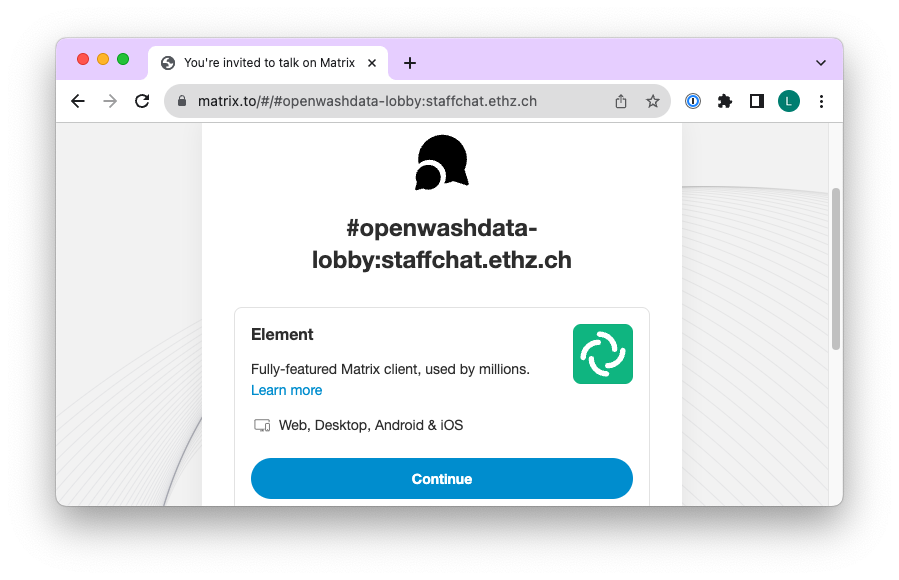 You're invited to talk on Matrix
matrix.to/#/#openwashdata-lobby:staffchat.ethz.ch
L
#openwashdata-
lobby:staffchat.ethz.ch
Element
Fully-featured Matrix client, used by millions.
Learn more
Web, Desktop, Android & iOS
Continue